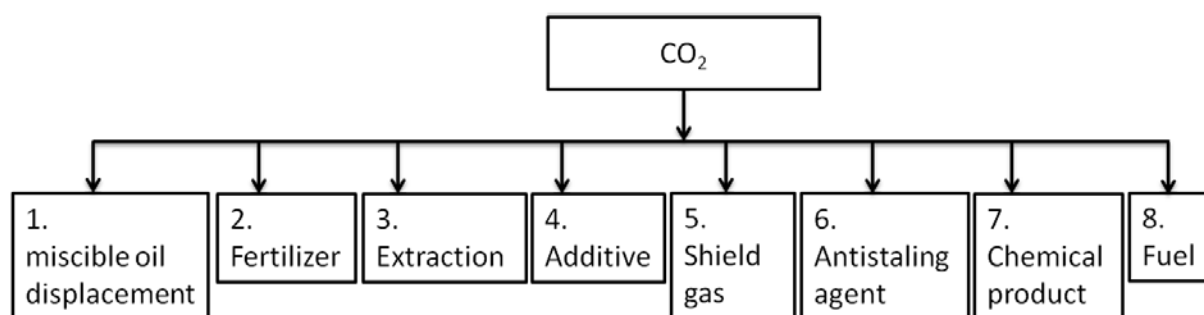 CO₂
1.
miscible oil
displacement
2.
Fertilizer
3.
Extraction
4.
Additive
5.
Shield
gas
6.
Antistaling
agent
7.
Chemical
product
8.
Fuel